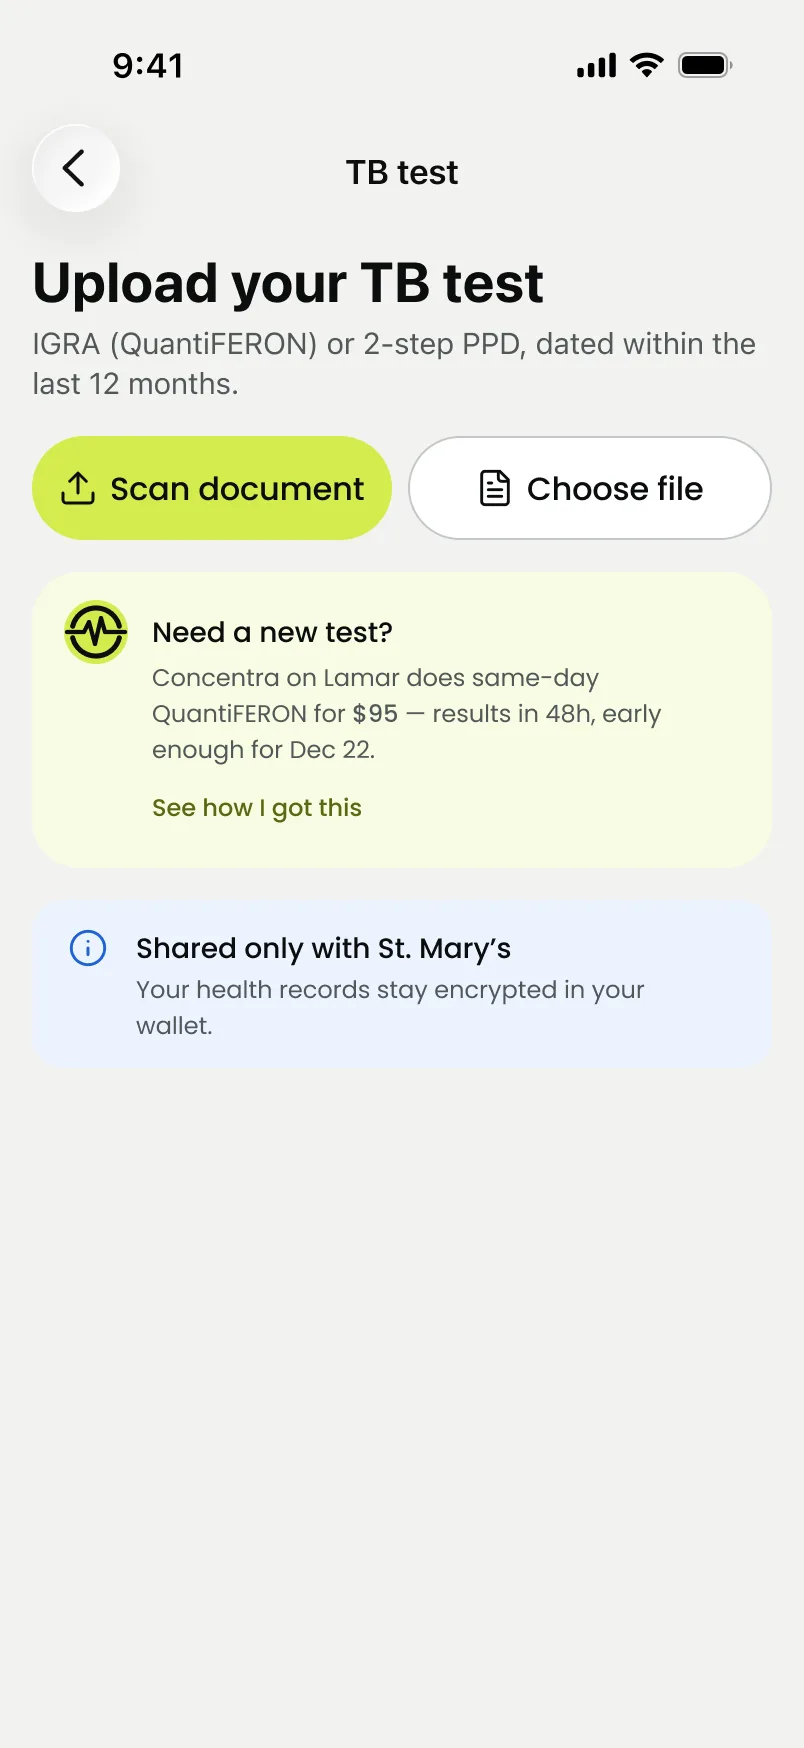 9:41
TB test
Upload your TB test
IGRA (QuantiFERON) or 2-step PPD, dated within the
last 12 months.
Scan document
Choose file
Need a new test?
Concentra on Lamar does same-day
QuantiFERON for $95 — results in 48h, early
enough for Dec 22.
See how I got this
Shared only with St. Mary’s
Your health records stay encrypted in your
wallet.